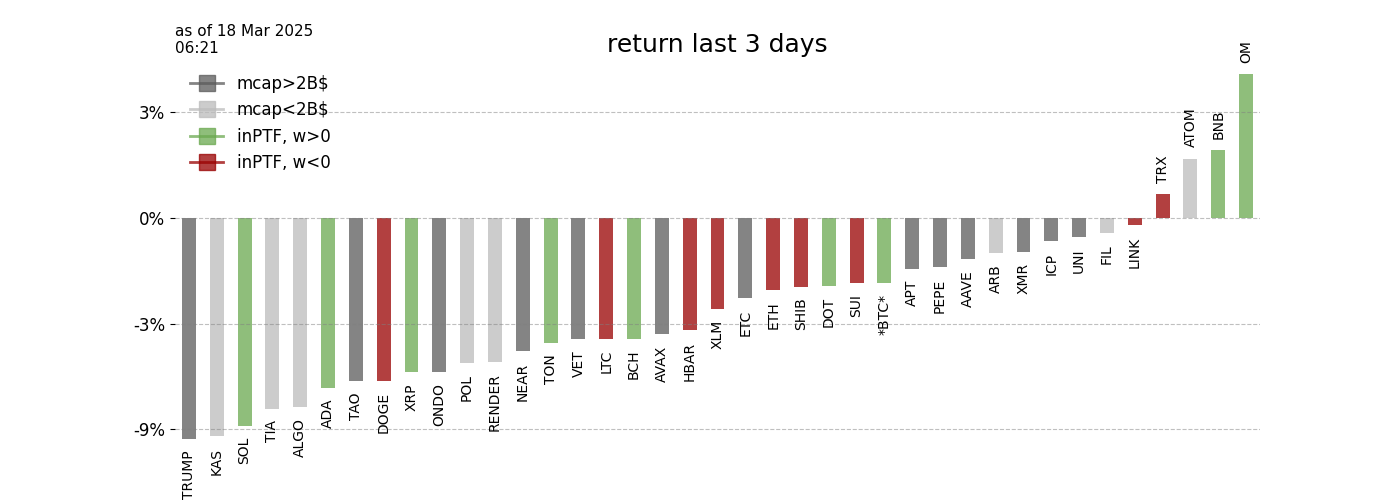 as of 18 Mar 2025
06:21
return last 3 days
mcap>2B$
mcap<2B$
inPTF, w>0
inPTF, w<0
3%
0%
-3%
-9%
TRUMP
KAS
SOL
TIA
ALGO
ADA
TAO
DOGE
XRP
ONDO
POL
RENDER
NEAR
TON
VET
LTC
BCH
AVAX
HBAR
XLM
ETC
ETH
SHIB
DOT
SUI
*BTC*
APT
PEPE
AAVE
ARB
XMR
ICP
UNI
FIL
LINK
TRX
ATOM
BNB
OM